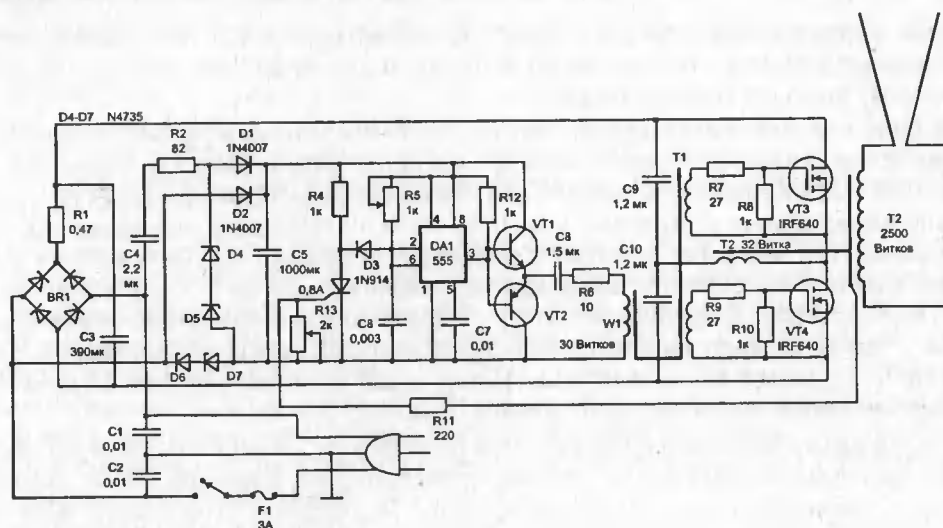 D4-D7 N4735
R2
82
D1
1N4007
D2
1N4007
R1
0,47
C4
2,2
мк
BR1
C3
390мк
D4
D5
D6
D7
C5
1000мк
R4
1к
R5
1к
0,8А
D3
1N914
R13
2к
C8
0,003
2
6
4
8
DA1
555
3
1
5
C7
0,01
R12
1к
VT1
VT2
C8
1,5 мк
R6
10
W1
30 Витков
C9
1,2 мк
C10
1,2 мк
T1
R7
27
R8
1к
VT3
IRF640
T2 32 Витка
R9
27
R10
1к
VT4
IRF640
T2
2500
Витков
R11
220
C1
0,01
C2
0,01
F1
3А